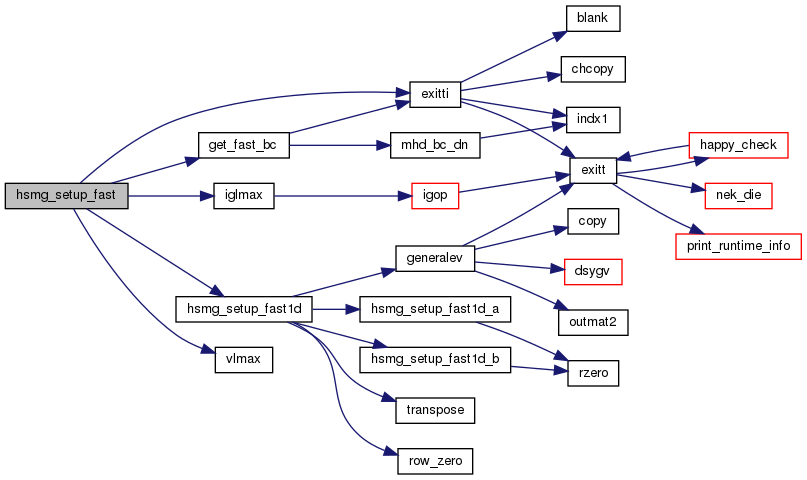 blank
chcopy
exitti
indx1
get_fast_bc
mhd_bc_dn
happy_check
exitt
hsmg_setup_fast
iglmax
igop
nek_die
copy
print_runtime_info
generalev
dsygv
hsmg_setup_fast1d
hsmg_setup_fast1d_a
outmat2
vlmax
hsmg_setup_fast1d_b
rzero
transpose
row_zero